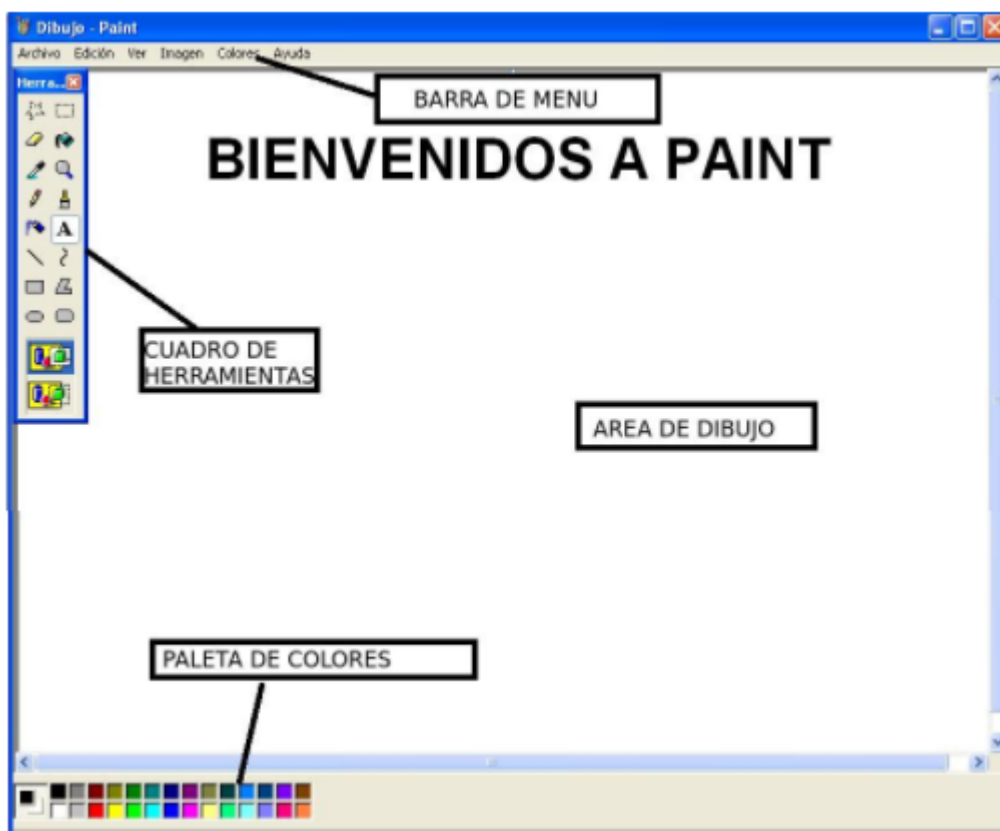 Dibujo - Paint
Archivo Edición Ver Imagen Colores Ayuda
Herra...
BARRA DE MENU
BIENVENIDOS A PAINT
A
CUADRO DE
HERRAMIENTAS
AREA DE DIBUJO
PALETA DE COLORES